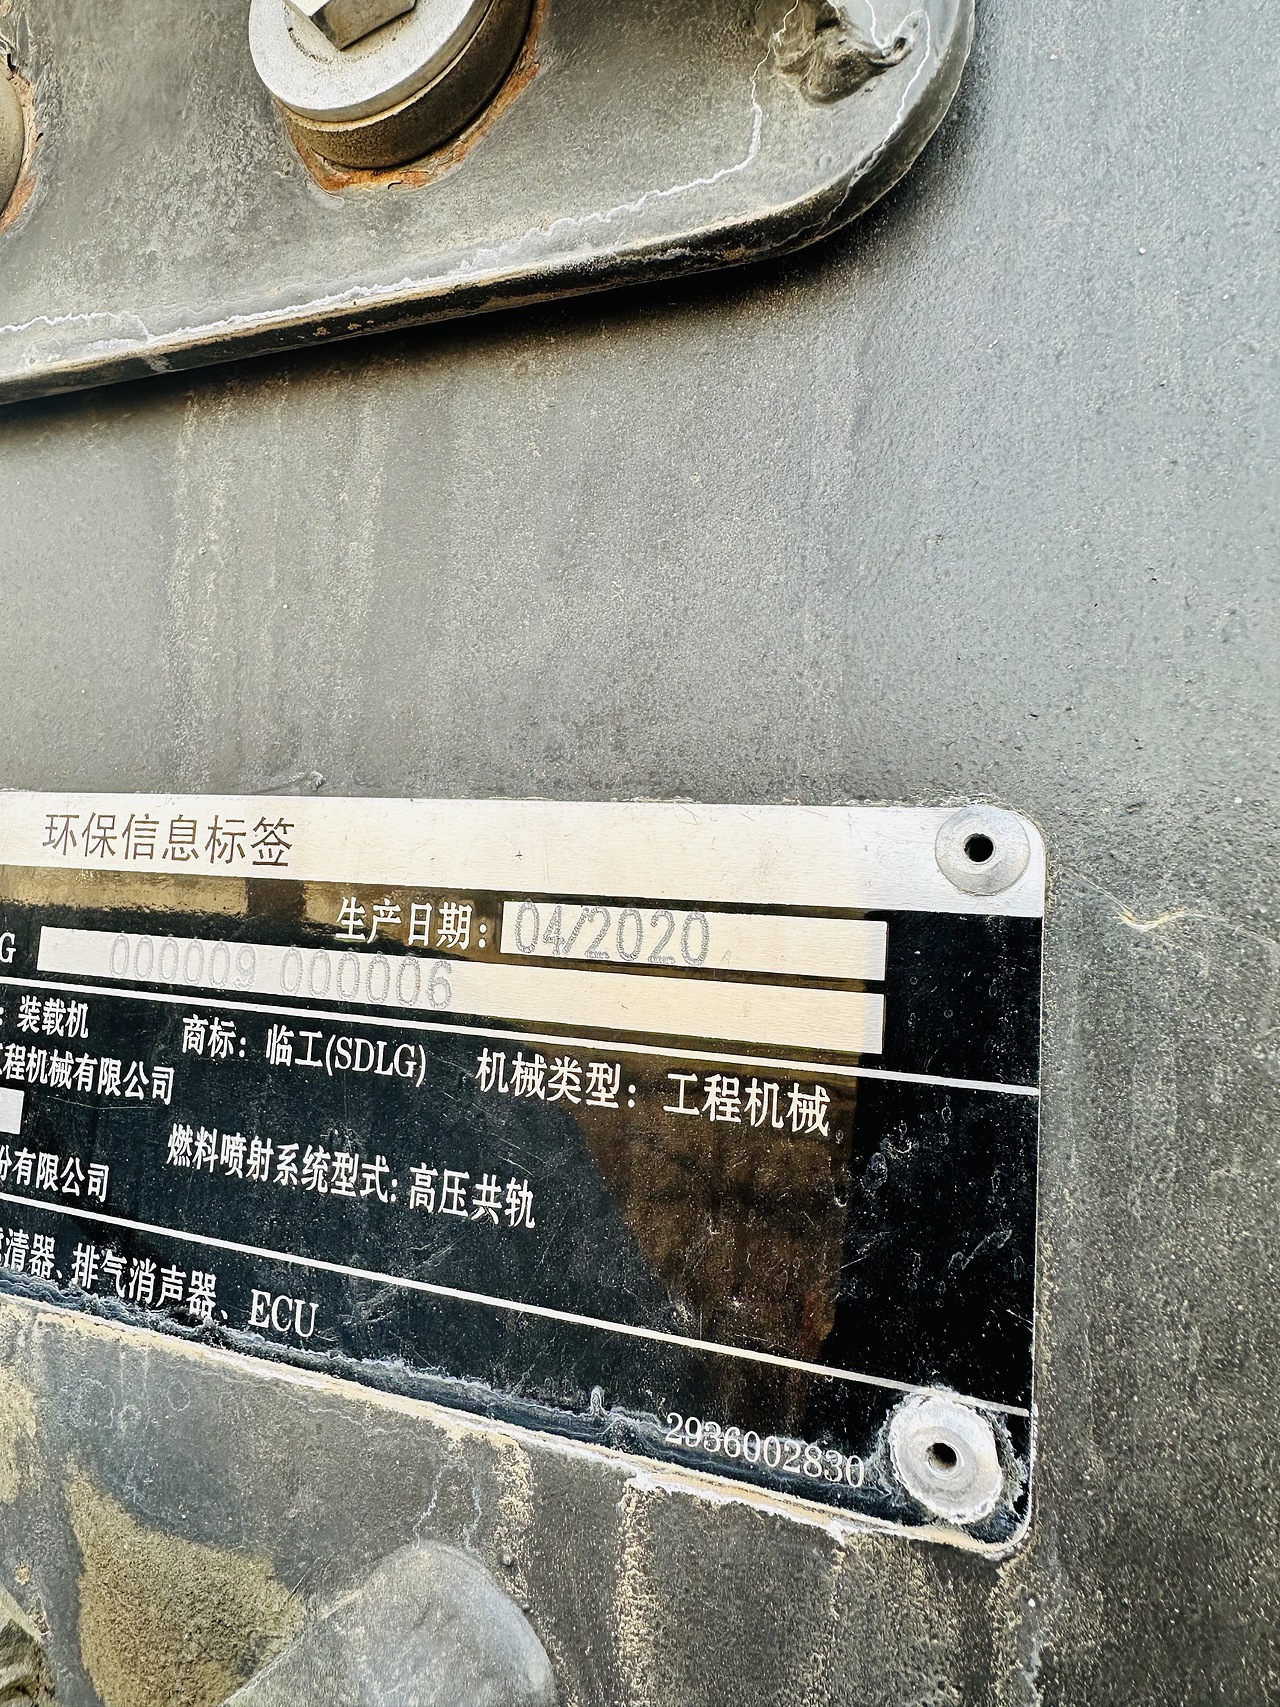 环保信息标签
生产日期: 04/2020
G 000009 000006
: 装载机 商标: 临工(SDLG) 机械类型: 工程机械
程机械有限公司
燃料喷射系统型式: 高压共轨
份有限公司
清器、排气消声器、ECU
2936002830